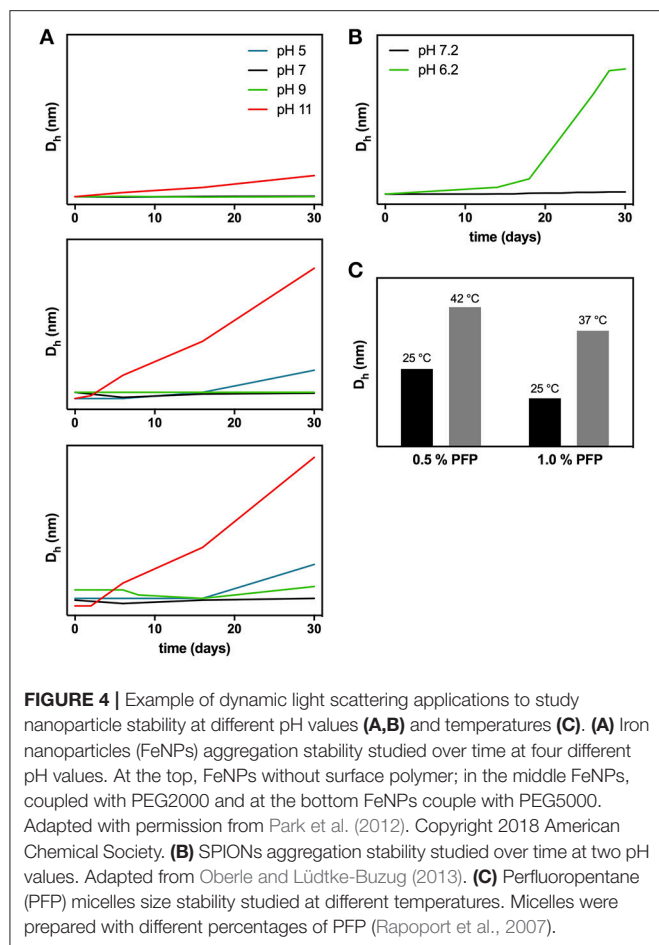 A
pH 5
pH 7
pH 9
pH 11
Dh (nm)
0 10 20 30
Dh (nm)
0 10 20 30
Dh (nm)
0 10 20 30
time (days)
B
pH 7.2
pH 6.2
Dh (nm)
0 10 20 30
time (days)
C
42 °C
37 °C
25 °C
25 °C
Dh (nm)
0.5 % PFP 1.0 % PFP
FIGURE 4 | Example of dynamic light scattering applications to study
nanoparticle stability at different pH values (A,B) and temperatures (C). (A) Iron
nanoparticles (FeNPs) aggregation stability studied over time at four different
pH values. At the top, FeNPs without surface polymer; in the middle FeNPs,
coupled with PEG2000 and at the bottom FeNPs couple with PEG5000.
Adapted with permission from Park et al. (2012). Copyright 2018 American
Chemical Society. (B) SPIONs aggregation stability studied over time at two pH
values. Adapted from Oberle and Lüdtke-Buzug (2013). (C) Perfluoropentane
(PFP) micelles size stability studied at different temperatures. Micelles were
prepared with different percentages of PFP (Rapoport et al., 2007).